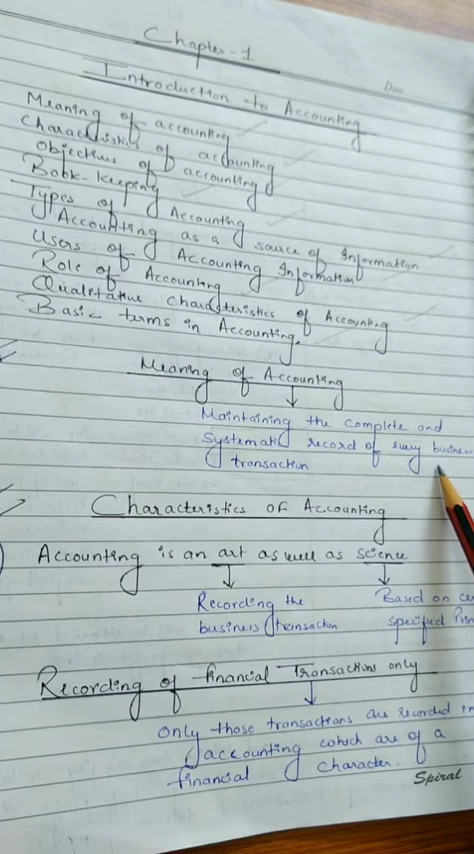 Chapter-1
Date
Introduction to Accounting
Meaning of accounting
Characteristics of accounting
Objectives of accounting
Book-keeping
Types of Accounting
Accounting as a source of Information
Users of Accounting Information
Role of Accounting
Qualitative Characteristics of Accounting
Basic terms in Accounting.
Meaning of Accounting
Maintaining the complete and
systematic record of every business
transaction
Characteristics of Accounting
Accounting is an art as well as science
Recording the Based on
business transaction specified
Recording of financial Transactions only
Only those transactions are recorded in
accounting which are of a
financial character.
Spiral